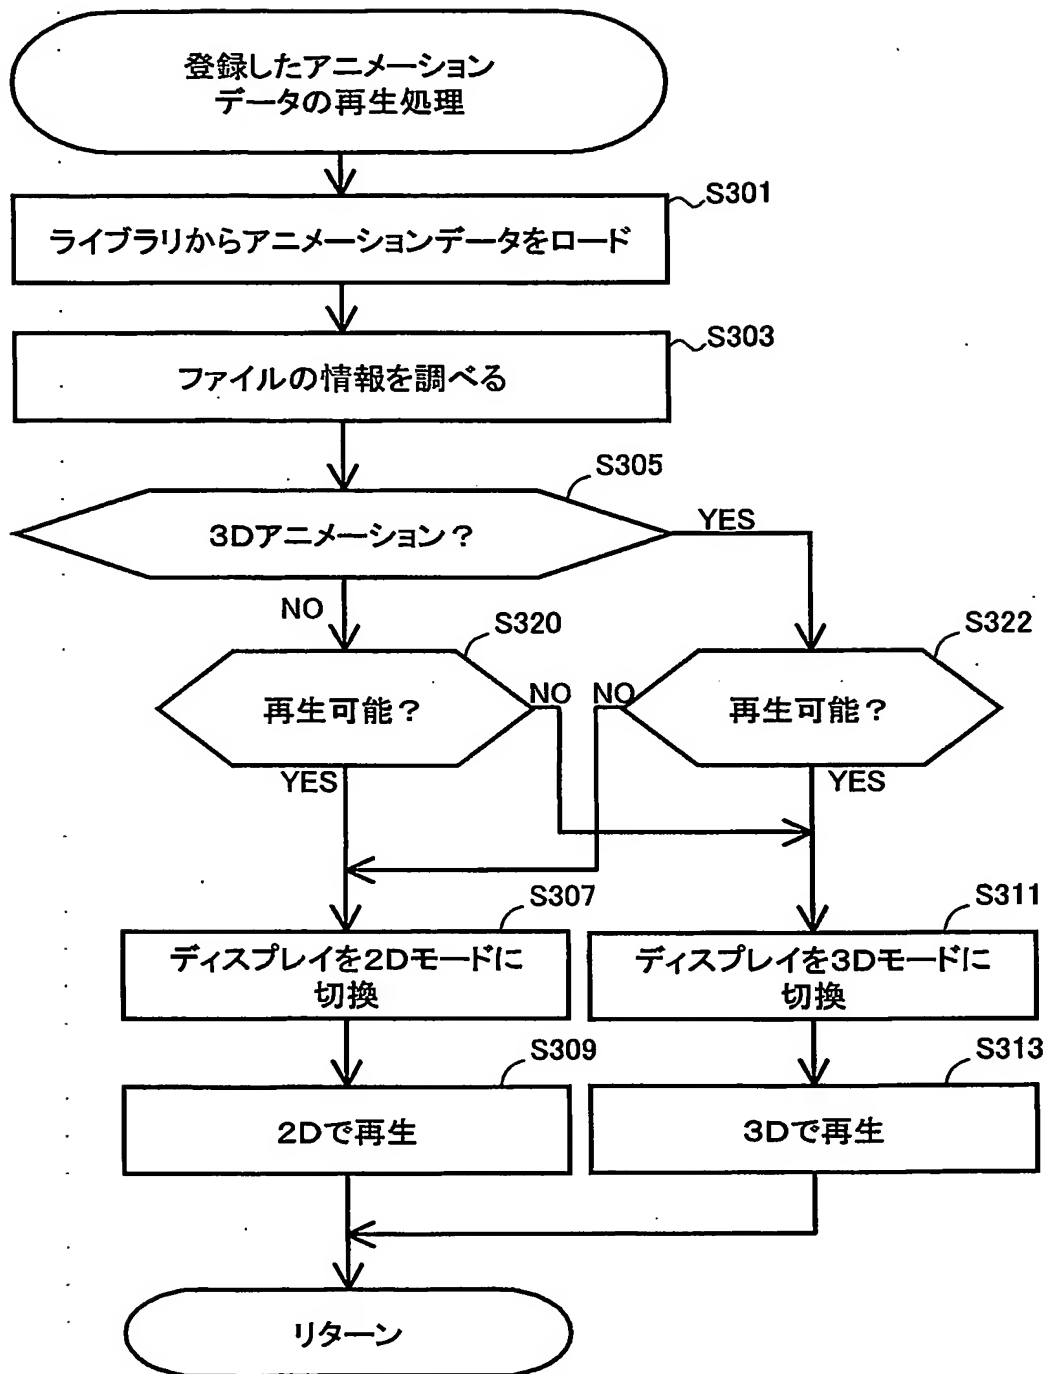 登録したアニメーション
データの再生処理
S301
ライブラリからアニメーションデータをロード
S303
ファイルの情報を調べる
S305
3Dアニメーション？
YES
NO
S320
S322
再生可能？
NO
NO
再生可能？
YES
YES
S307
S311
ディスプレイを2Dモードに
切換
ディスプレイを3Dモードに
切換
S309
S313
2Dで再生
3Dで再生
リターン